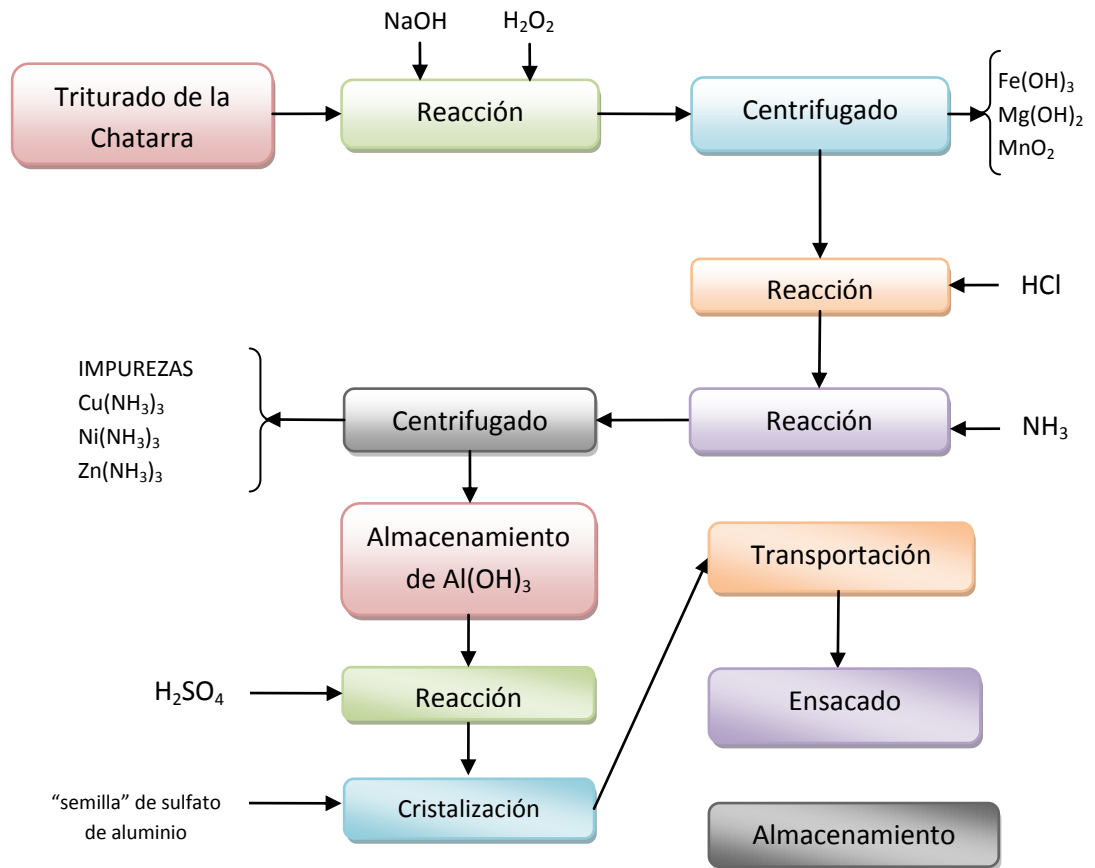 NaOH
H₂O₂
Triturado de la
Chatarra
Reacción
Centrifugado
Fe(OH)₃
Mg(OH)₂
MnO₂
Reacción
HCl
IMPUREZAS
Cu(NH₃)₃
Ni(NH₃)₃
Zn(NH₃)₃
Centrifugado
Reacción
NH₃
Almacenamiento
de Al(OH)₃
Transportación
H₂SO₄
Reacción
Ensacado
“semilla” de sulfato
de aluminio
Cristalización
Almacenamiento